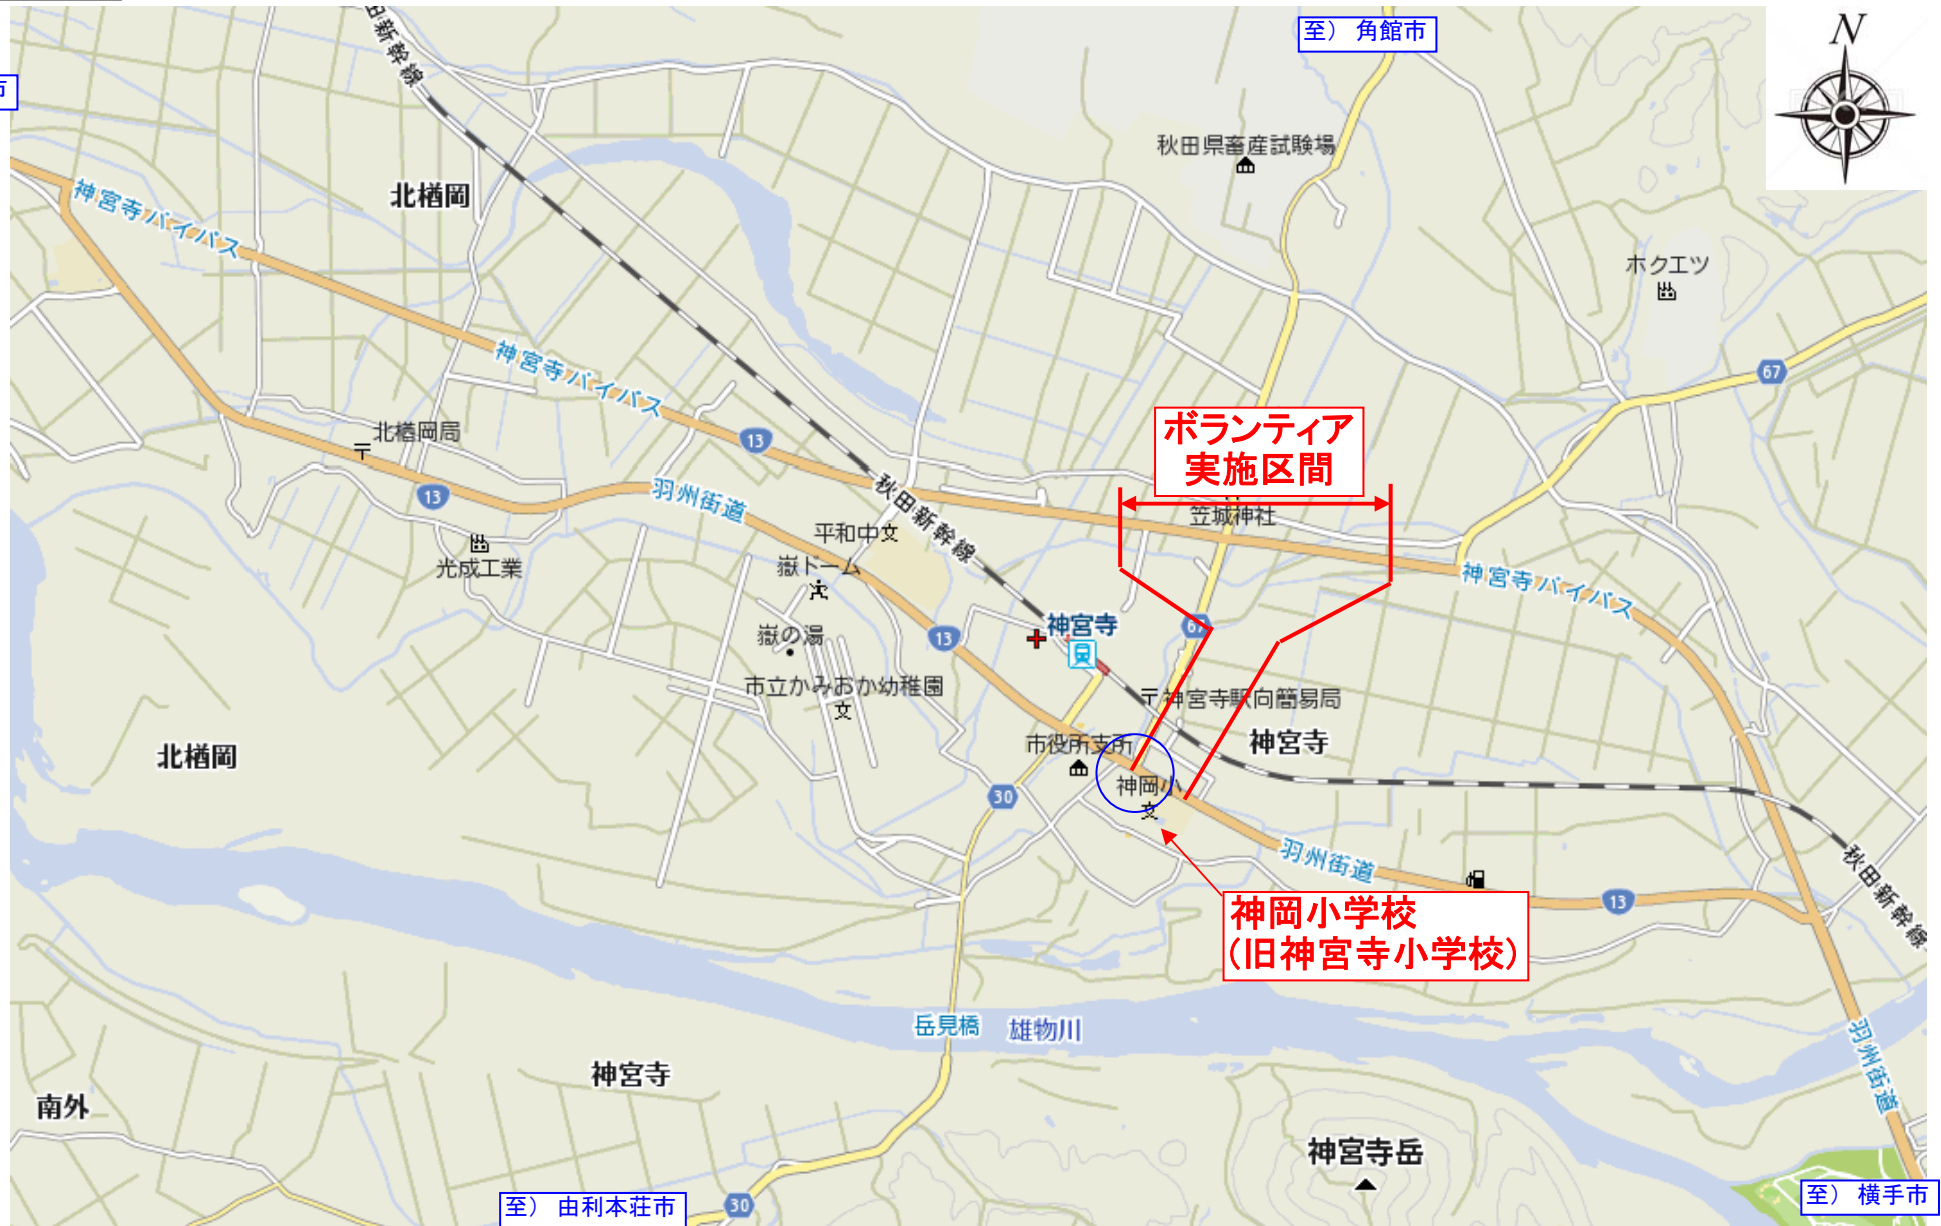 至） 角館市
N
市
田新幹線
秋田県畜産試験場
北楢岡
神宮寺バイパス
ホクエツ
神宮寺バイパス
67
ボランティア
実施区間
北楢岡局
13
13
羽州街道
秋田新幹線
笠城神社
平和中
嶽ドーム
光成工業
神宮寺バイパス
神宮寺
67
13
嶽の湯
市立かみおか幼稚園
神宮寺駅向簡易局
市役所支所
神宮寺
北楢岡
神岡小
30
羽州街道
秋田新幹線
13
神岡小学校
(旧神宮寺小学校)
岳見橋
雄物川
羽州街道
神宮寺
南外
神宮寺岳
至） 由利本荘市
30
至） 横手市